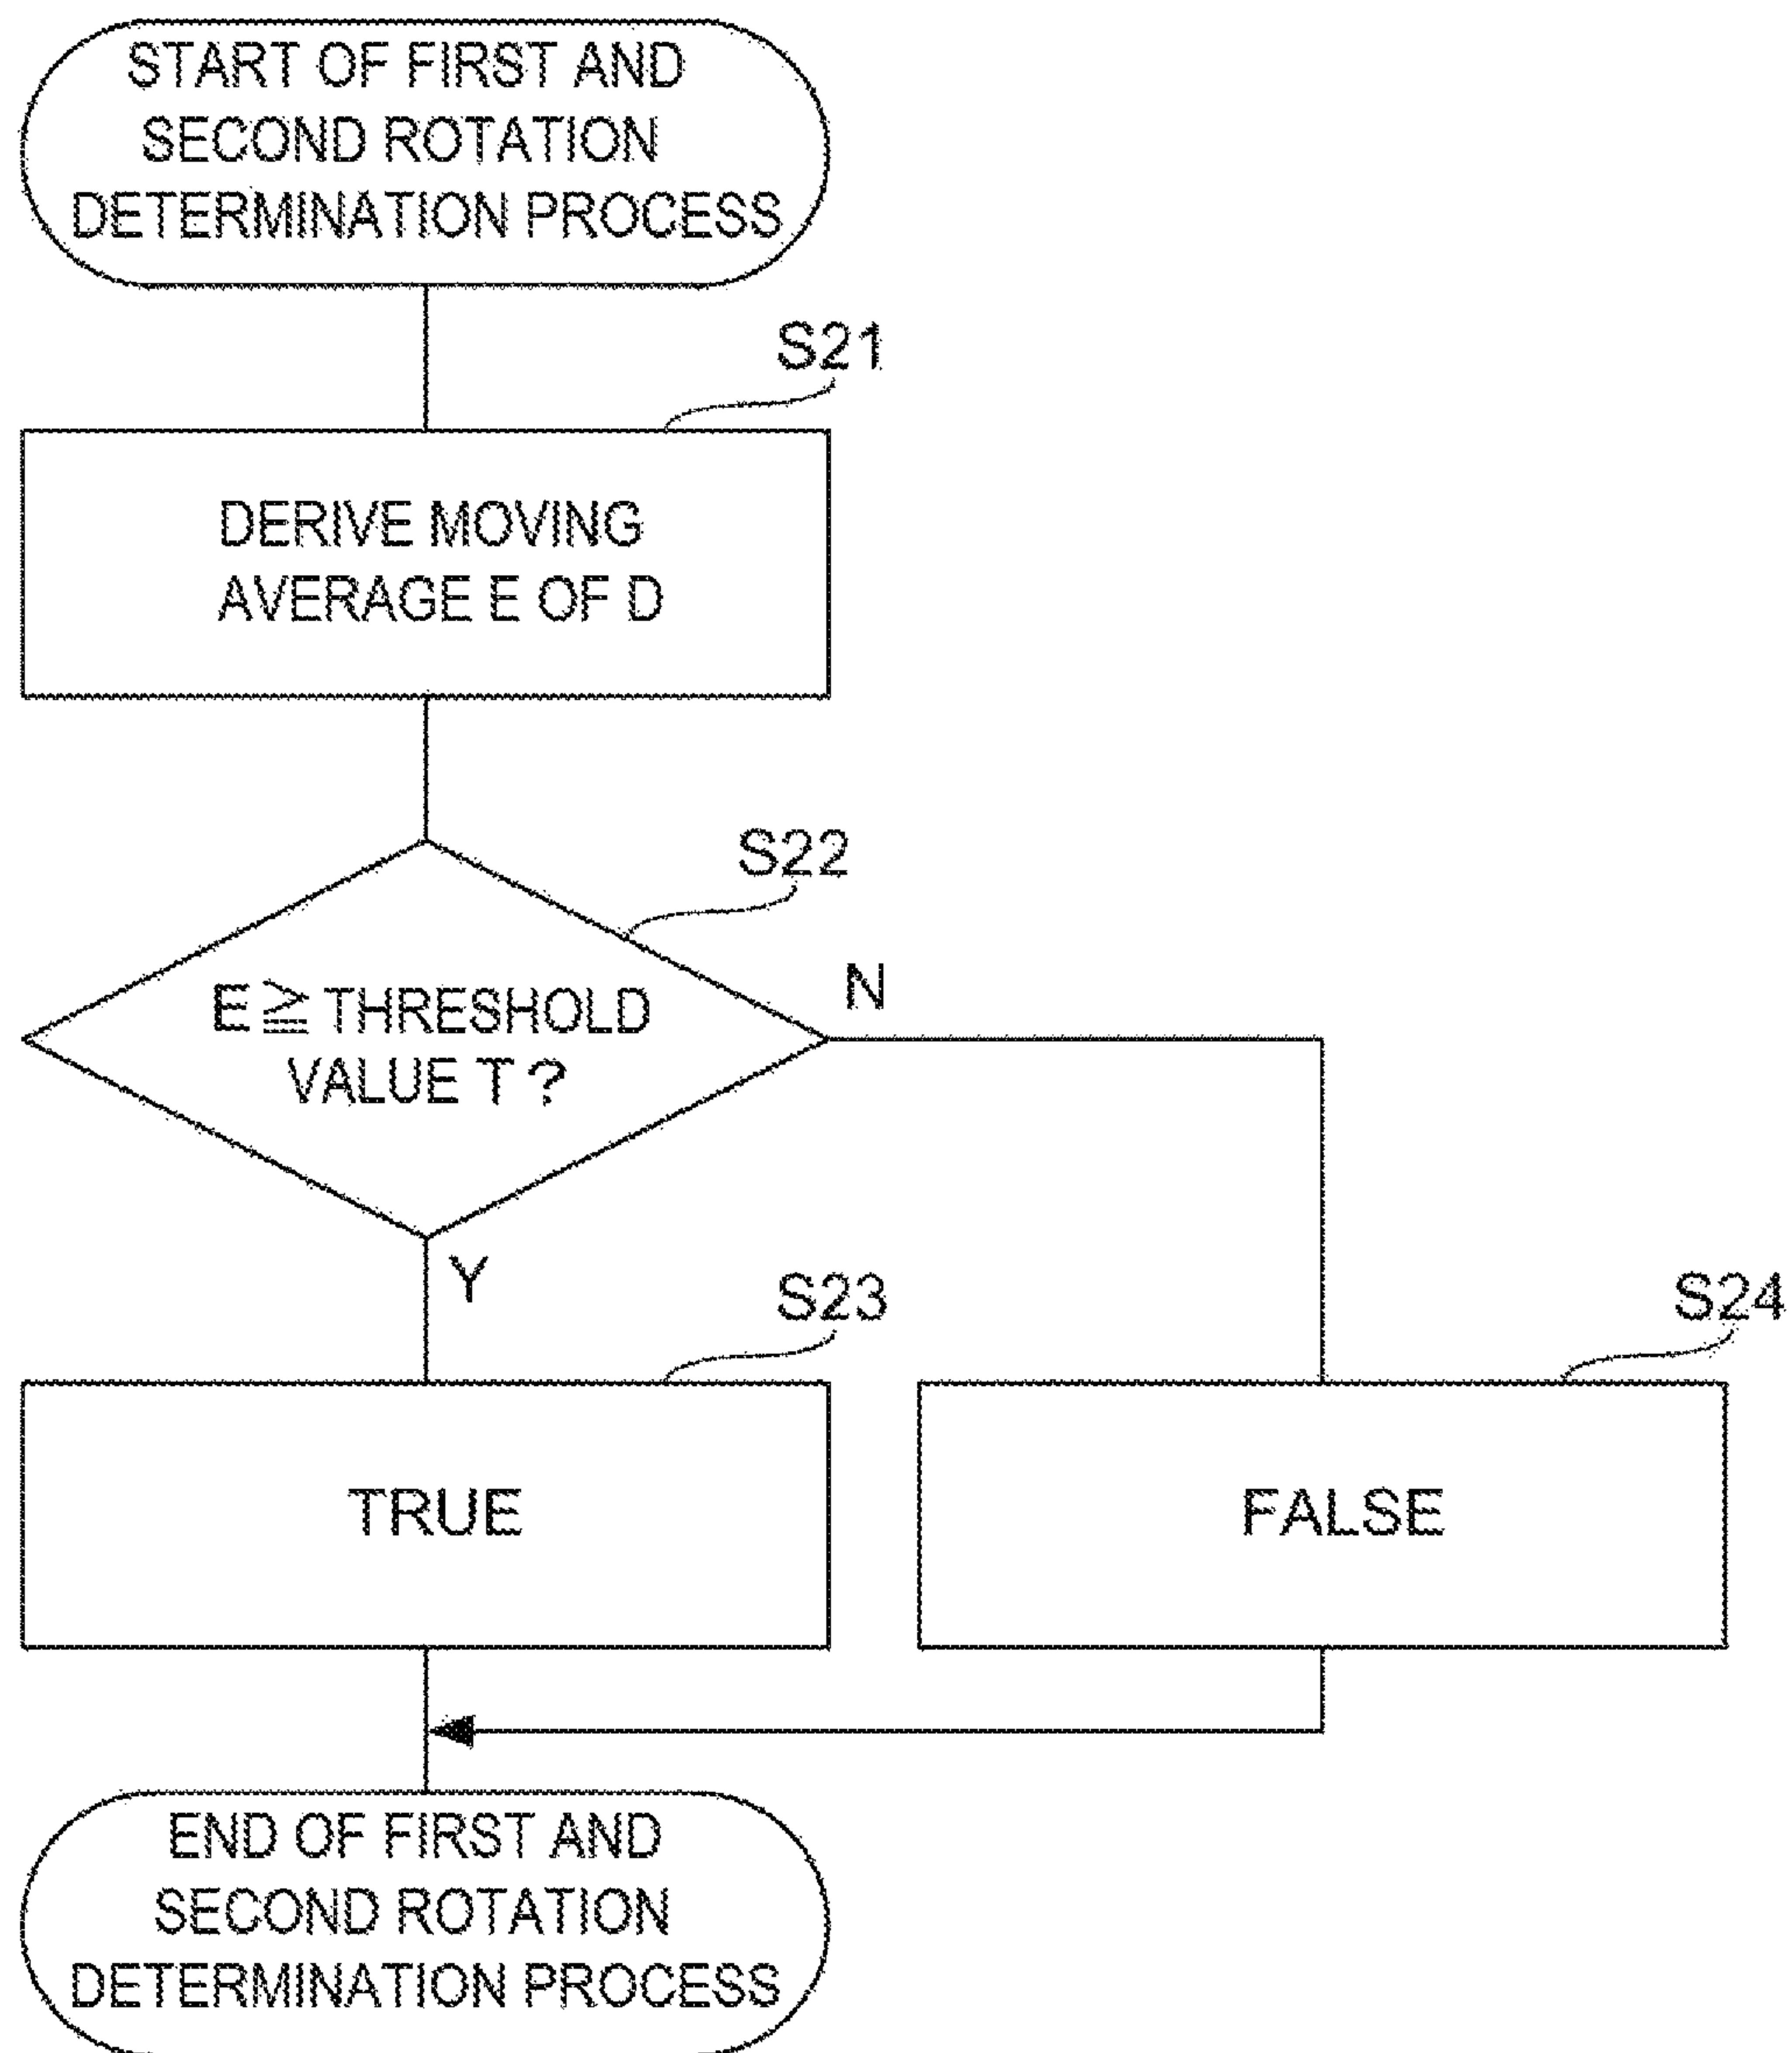 START OF FIRST AND
SECOND ROTATION
DETERMINATION PROCESS
S21
DERIVE MOVING
AVERAGE E OF D
S22
E ≧ THRESHOLD
VALUE T ?
N
Y
S23
S24
TRUE
FALSE
END OF FIRST AND
SECOND ROTATION
DETERMINATION PROCESS